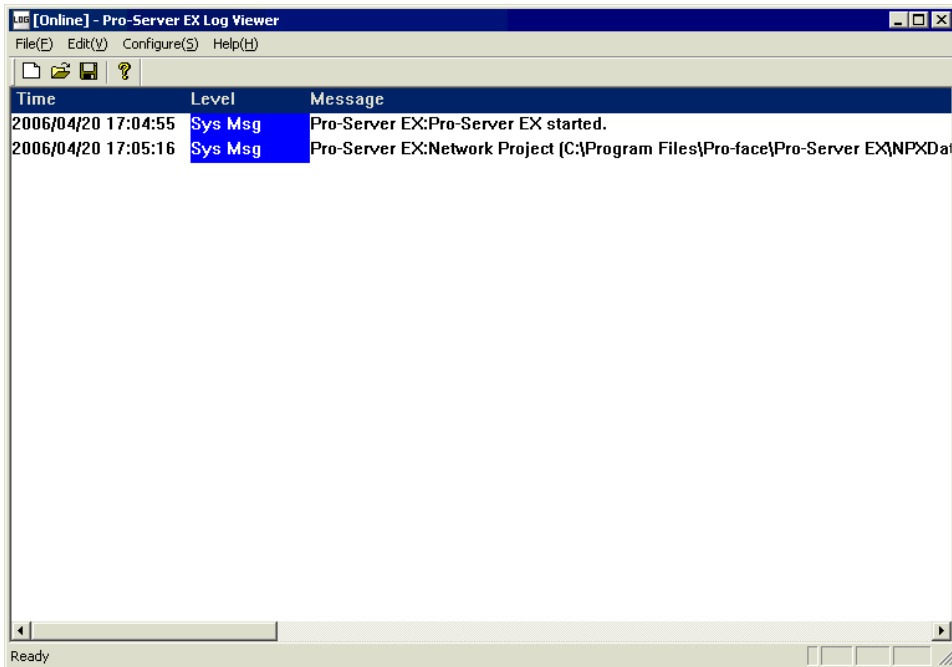 LOG [Online] - Pro-Server EX Log Viewer
File(F) Edit(V) Configure(S) Help(H)
Time Level Message
2006/04/20 17:04:55 Sys Msg Pro-Server EX:Pro-Server EX started.
2006/04/20 17:05:16 Sys Msg Pro-Server EX:Network Project (C:\Program Files\Pro-face\Pro-Server EX\NPXDat
Ready